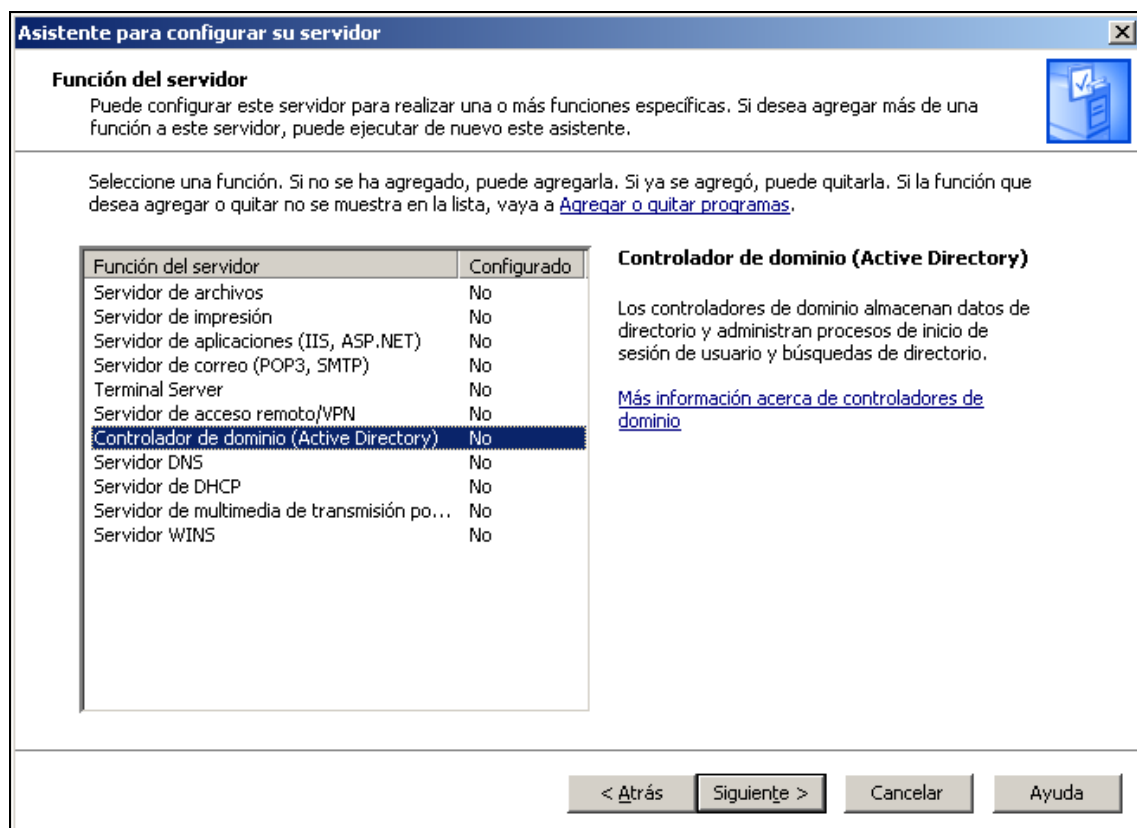 Asistente para configurar su servidor
Función del servidor
Puede configurar este servidor para realizar una o más funciones específicas. Si desea agregar más de una
función a este servidor, puede ejecutar de nuevo este asistente.
Seleccione una función. Si no se ha agregado, puede agregarla. Si ya se agregó, puede quitarla. Si la función que
desea agregar o quitar no se muestra en la lista, vaya a Agregar o quitar programas.
Función del servidor Configurado
Servidor de archivos No
Servidor de impresión No
Servidor de aplicaciones (IIS, ASP.NET) No
Servidor de correo (POP3, SMTP) No
Terminal Server No
Servidor de acceso remoto/VPN No
Controlador de dominio (Active Directory) No
Servidor DNS No
Servidor de DHCP No
Servidor de multimedia de transmisión po... No
Servidor WINS No
Controlador de dominio (Active Directory)
Los controladores de dominio almacenan datos de
directorio y administran procesos de inicio de
sesión de usuario y búsquedas de directorio.
Más información acerca de controladores de
dominio
< Atrás Siguiente > Cancelar Ayuda